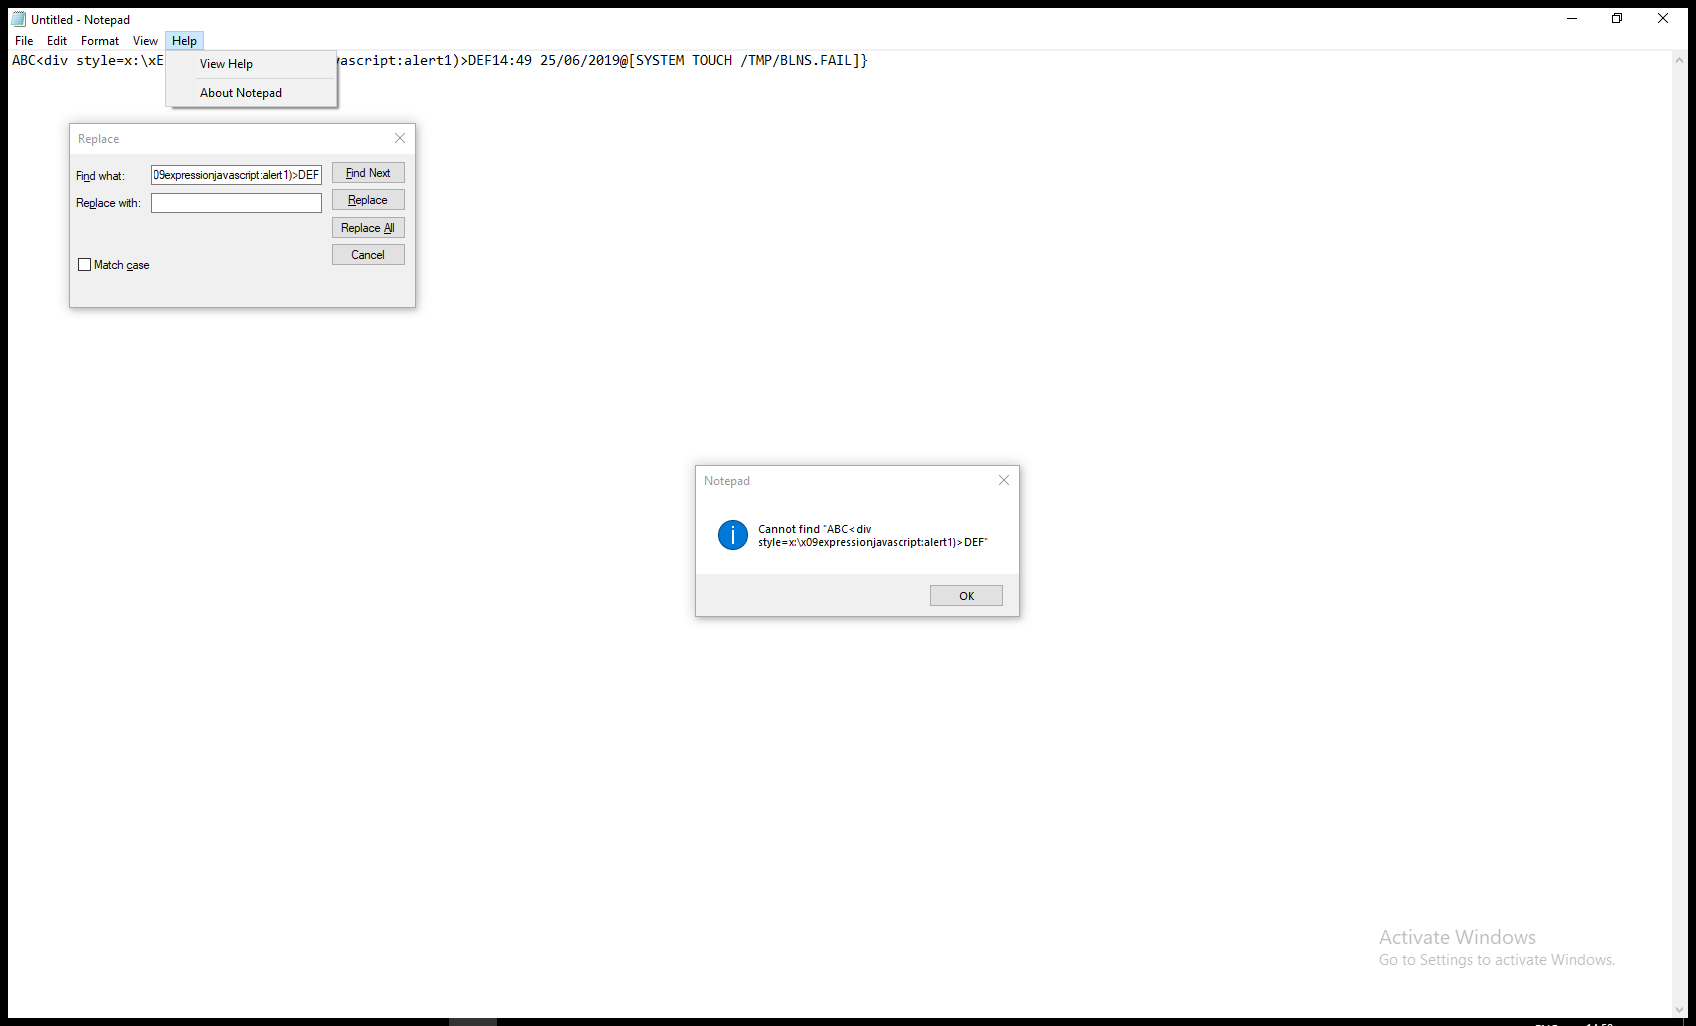 Untitled - Notepad
File Edit Format View Help
ABC<div style=x:\xE
ascript:alert1)>DEF14:49 25/06/2019@[SYSTEM TOUCH /TMP/BLNS.FAIL]}
View Help
About Notepad
Replace
Find what: 09expressionjavascript:alert1)>DEF Find Next
Replace with: Replace
Replace All
Cancel
Match case
Notepad
Cannot find "ABC<div
style=x:\x09expressionjavascript:alert1)>DEF"
OK
Activate Windows
Go to Settings to activate Windows.